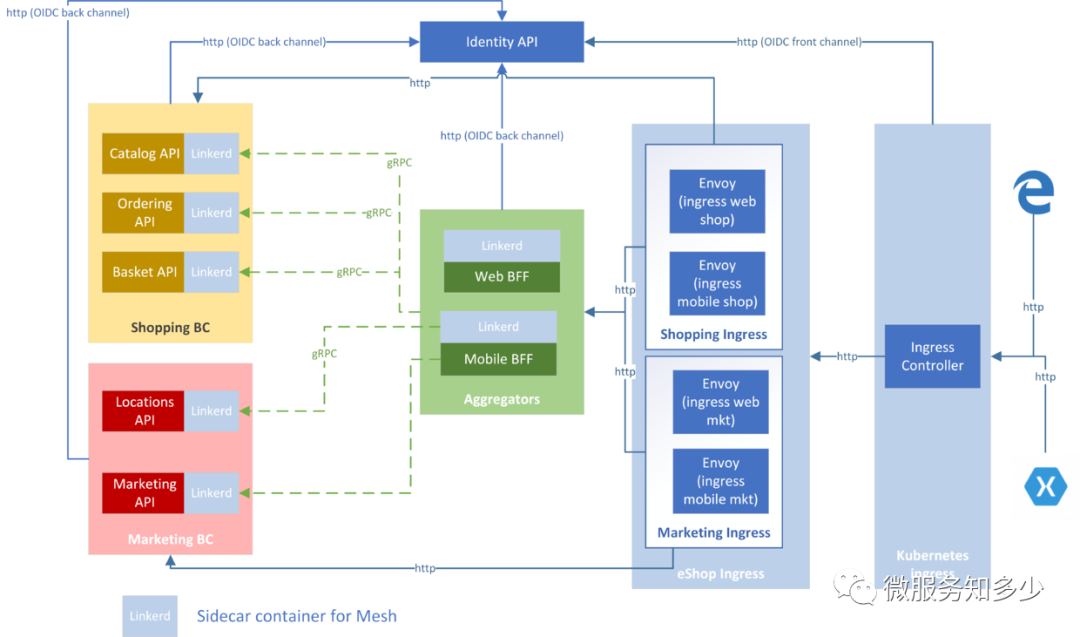 http (OIDC back channel)
Identity API
http (OIDC back channel)
http (OIDC front channel)
http
http (OIDC back channel)
Catalog API
Linkerd
gRPC
Ordering
API
Linkerd
gRPC
Basket API
Linkerd
gRPC
Shopping BC
Linkerd
Web BFF
Linkerd
Mobile BFF
Aggregators
gRPC
Locations
API
Linkerd
Marketing
API
Linkerd
Marketing BC
http
http
http
Envoy
(ingress web
shop)
Envoy
(ingress
mobile shop)
Shopping Ingress
Envoy
(ingress web
mkt)
Envoy
(ingress
mobile mkt)
Marketing Ingress
eShop Ingress
http
Ingress
Controller
Kubernetes
ingress
http
http
微服务知多少
Linkerd
Sidecar container for Mesh